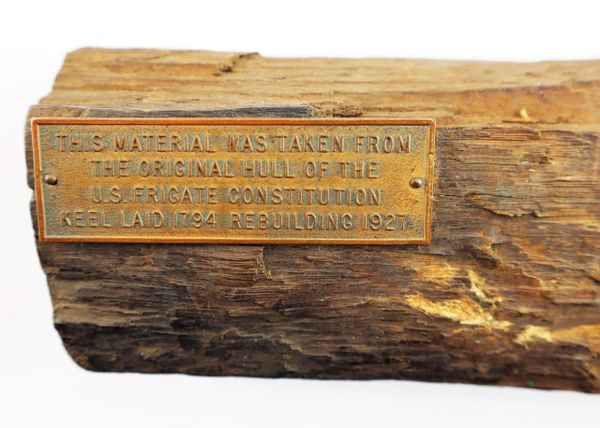 THIS MATERIAL WAS TAKEN FROM
THE ORIGINAL HULL OF THE
U.S. FRIGATE CONSTITUTION
KEEL LAID 1794 REBUILDING 1927